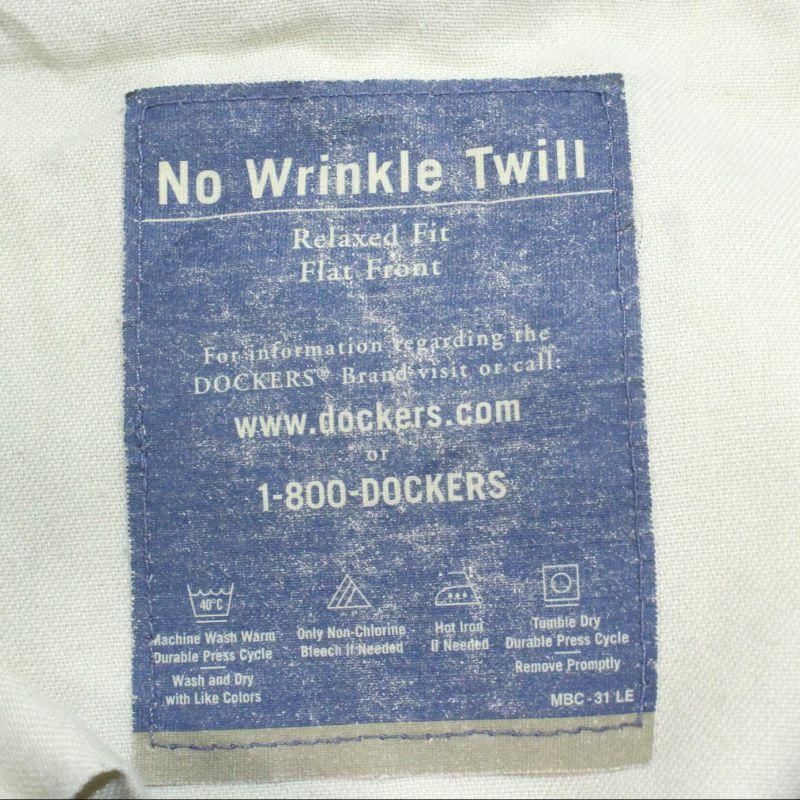 No Wrinkle Twill
Relaxed Fit
Flat Front
For information regarding the
DOCKERS® Brand visit or call:
www.dockers.com
or
1-800-DOCKERS
40°C
Machine Wash Warm
Durable Press Cycle
Wash and Dry
with Like Colors
Only Non-Chlorine
Bleach If Needed
Hot Iron
If Needed
Tumble Dry
Durable Press Cycle
Remove Promptly
MBC - 31 LE